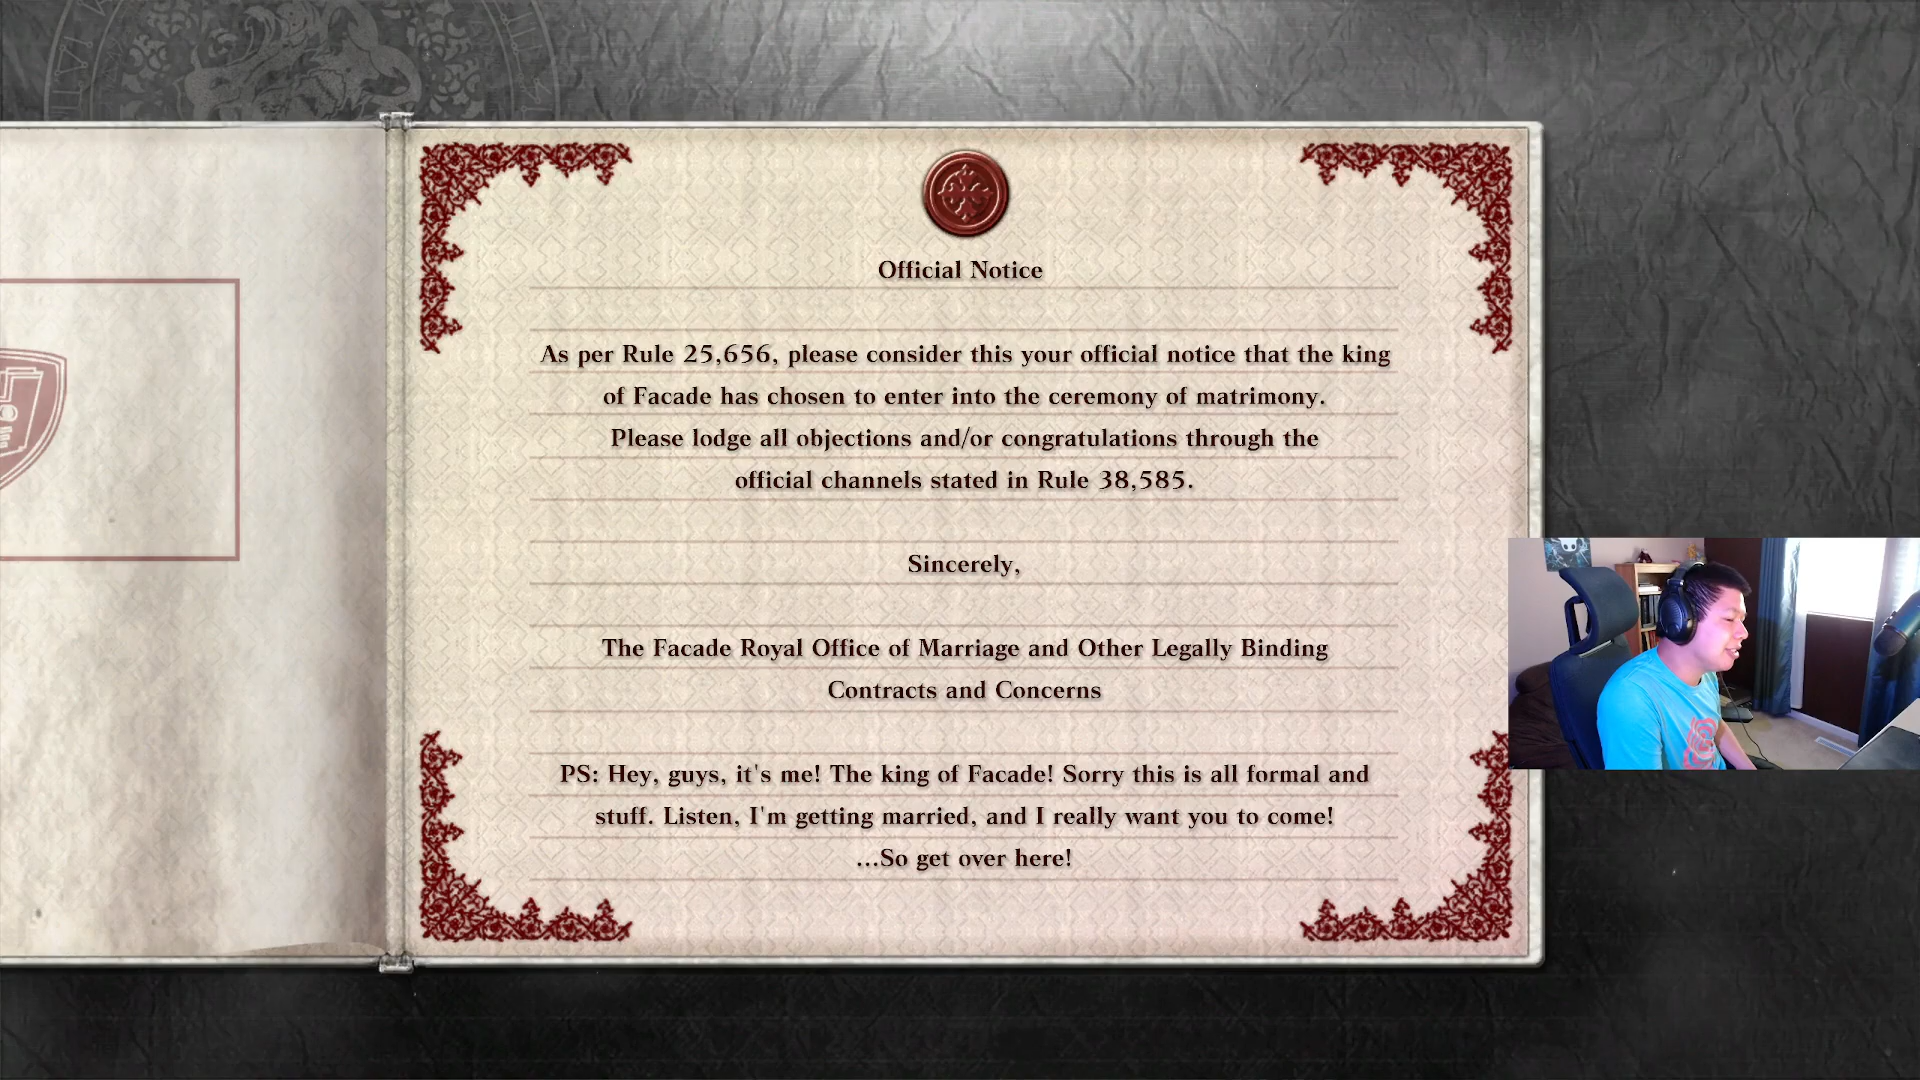 Official Notice
As per Rule 25,656, please consider this your official notice that the king
of Facade has chosen to enter into the ceremony of matrimony.
Please lodge all objections and/or congratulations through the
official channels stated in Rule 38,585.
Sincerely,
The Facade Royal Office of Marriage and Other Legally Binding
Contracts and Concerns
PS: Hey, guys, it's me! The king of Facade! Sorry this is all formal and
stuff. Listen, I'm getting married, and I really want you to come!
...So get over here!